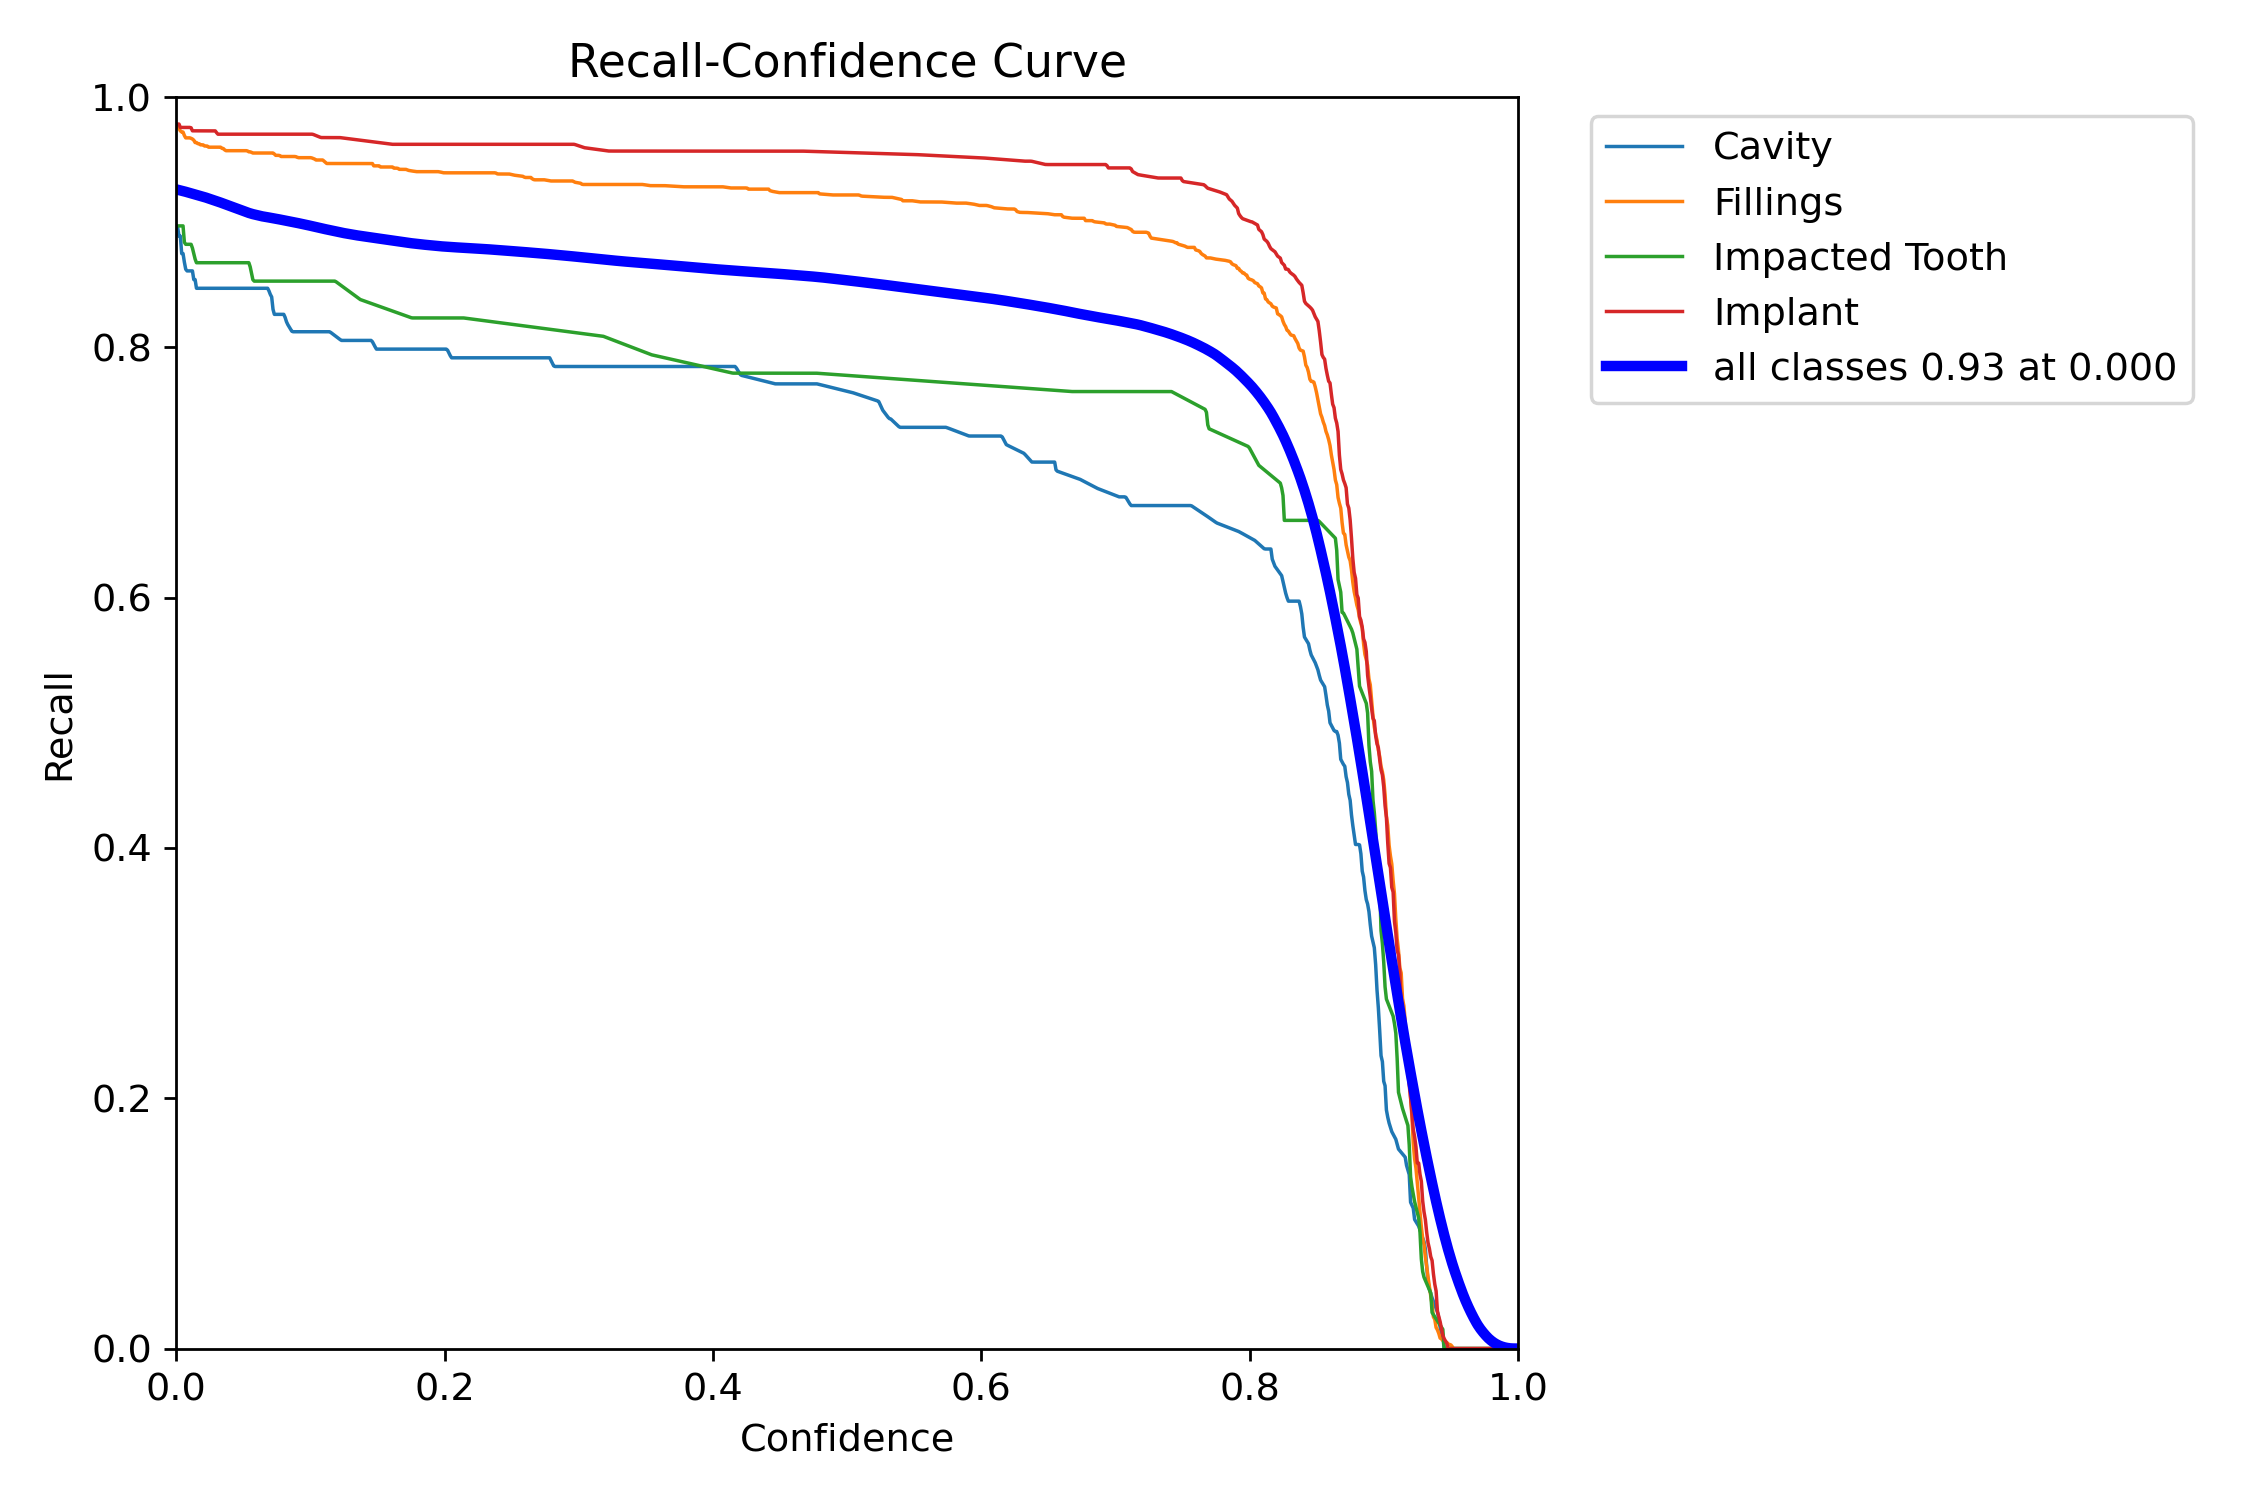 Recall-Confidence Curve
1.0
0.8
0.6
0.4
0.2
0.0
Recall
0.0 0.2 0.4 0.6 0.8 1.0
Confidence
Cavity
Fillings
Impacted Tooth
Implant
all classes 0.93 at 0.000